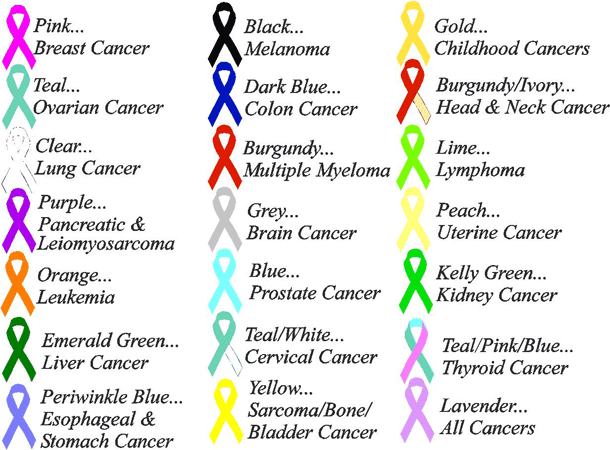 Pink...
Breast Cancer
Teal...
Ovarian Cancer
Clear...
Lung Cancer
Purple...
Pancreatic &
Leiomyosarcoma
Orange...
Leukemia
Emerald Green...
Liver Cancer
Periwinkle Blue...
Esophageal &
Stomach Cancer
Black...
Melanoma
Dark Blue...
Colon Cancer
Burgundy...
Multiple Myeloma
Grey...
Brain Cancer
Blue...
Prostate Cancer
Teal/White...
Cervical Cancer
Yellow...
Sarcoma/Bone/
Bladder Cancer
Gold...
Childhood Cancers
Burgundy/Ivory...
Head & Neck Cancer
Lime...
Lymphoma
Peach...
Uterine Cancer
Kelly Green...
Kidney Cancer
Teal/Pink/Blue...
Thyroid Cancer
Lavender...
All Cancers